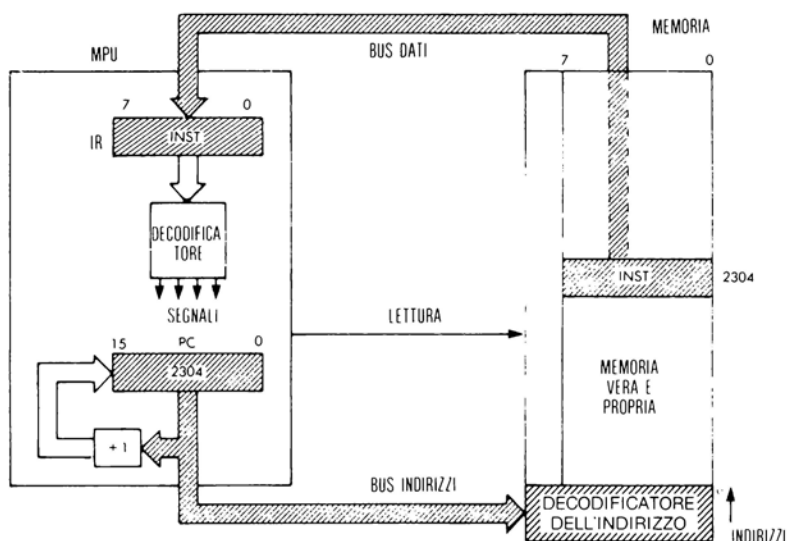 MEMORIA
MPU
BUS DATI
7 0
7 0
IR
INST
DECODIFICA
TORE
INST
2304
SEGNALI
LETTURA
15 PC 0
2304
MEMORIA
VERA E
PROPRIA
+1
BUS INDIRIZZI
DECODIFICATORE
DELL'INDIRIZZO
INDIRIZZI